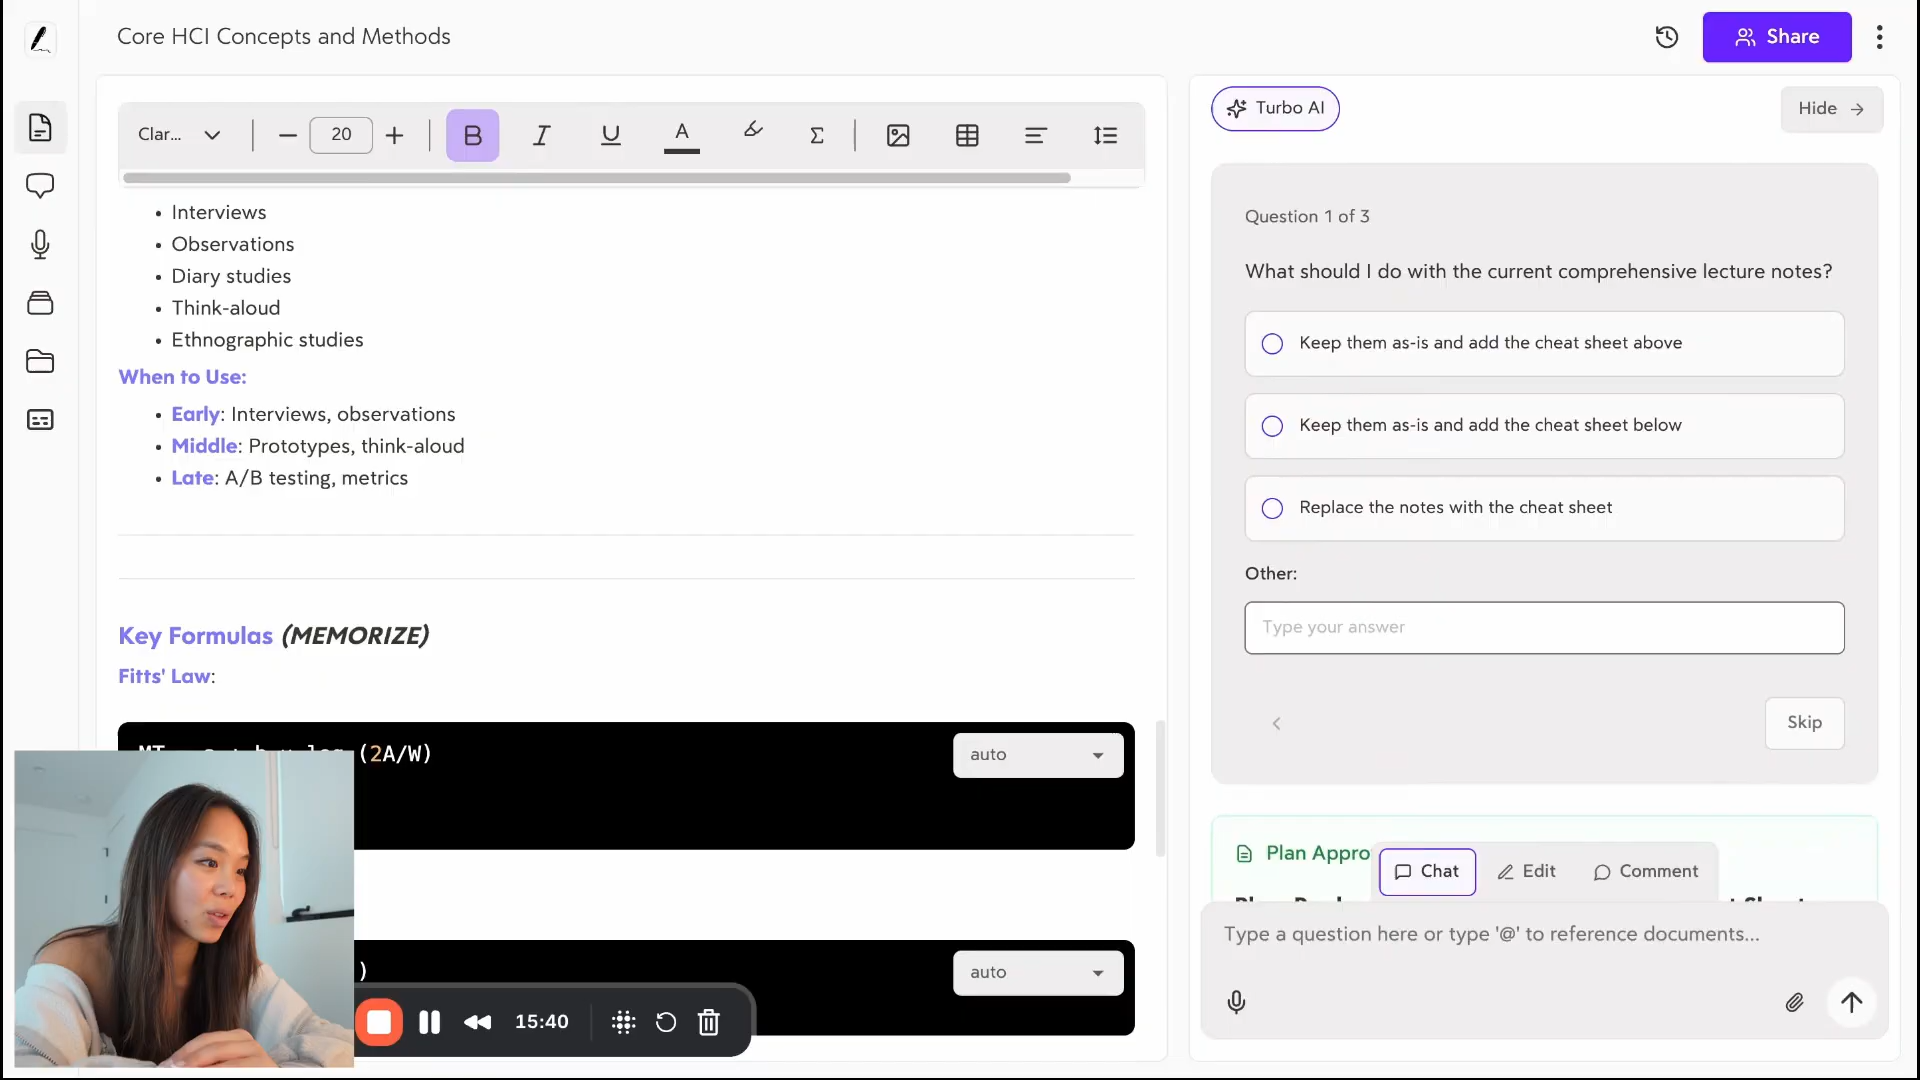 Core HCI Concepts and Methods
Share
Clar...
20
B
I
U
A
Σ
Turbo AI
Hide →
• Interviews
• Observations
• Diary studies
• Think-aloud
• Ethnographic studies
When to Use:
• Early: Interviews, observations
• Middle: Prototypes, think-aloud
• Late: A/B testing, metrics
Key Formulas (MEMORIZE)
Fitts' Law:
(2A/W)
auto
)
auto
15:40
Question 1 of 3
What should I do with the current comprehensive lecture notes?
Keep them as-is and add the cheat sheet above
Keep them as-is and add the cheat sheet below
Replace the notes with the cheat sheet
Other:
Type your answer
Skip
Plan Appro
Chat
Edit
Comment
Type a question here or type '@' to reference documents...